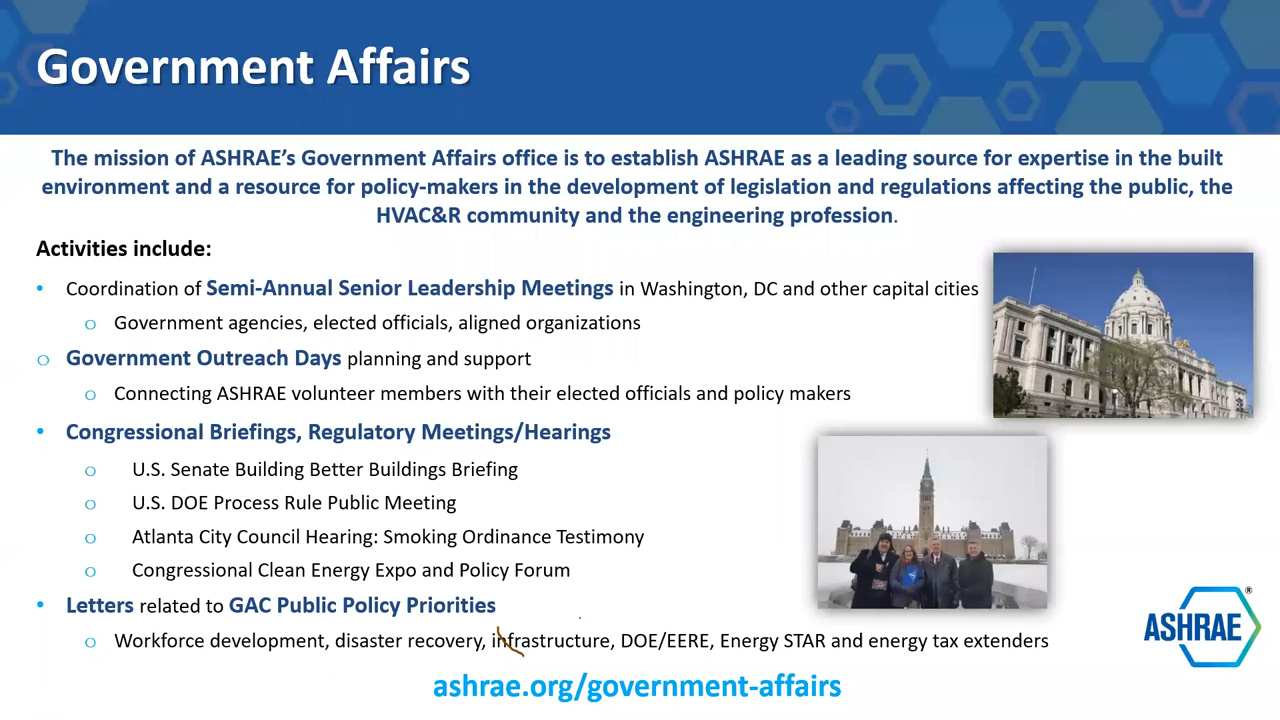 Government Affairs
The mission of ASHRAE's Government Affairs office is to establish ASHRAE as a leading source for expertise in the built
environment and a resource for policy-makers in the development of legislation and regulations affecting the public, the
HVAC&R community and the engineering profession.
Activities include:
• Coordination of Semi-Annual Senior Leadership Meetings in Washington, DC and other capital cities
o Government agencies, elected officials, aligned organizations
o Government Outreach Days planning and support
o Connecting ASHRAE volunteer members with their elected officials and policy makers
• Congressional Briefings, Regulatory Meetings/Hearings
o U.S. Senate Building Better Buildings Briefing
o U.S. DOE Process Rule Public Meeting
o Atlanta City Council Hearing: Smoking Ordinance Testimony
o Congressional Clean Energy Expo and Policy Forum
• Letters related to GAC Public Policy Priorities
o Workforce development, disaster recovery, infrastructure, DOE/EERE, Energy STAR and energy tax extenders
ASHRAE®
ashrae.org/government-affairs